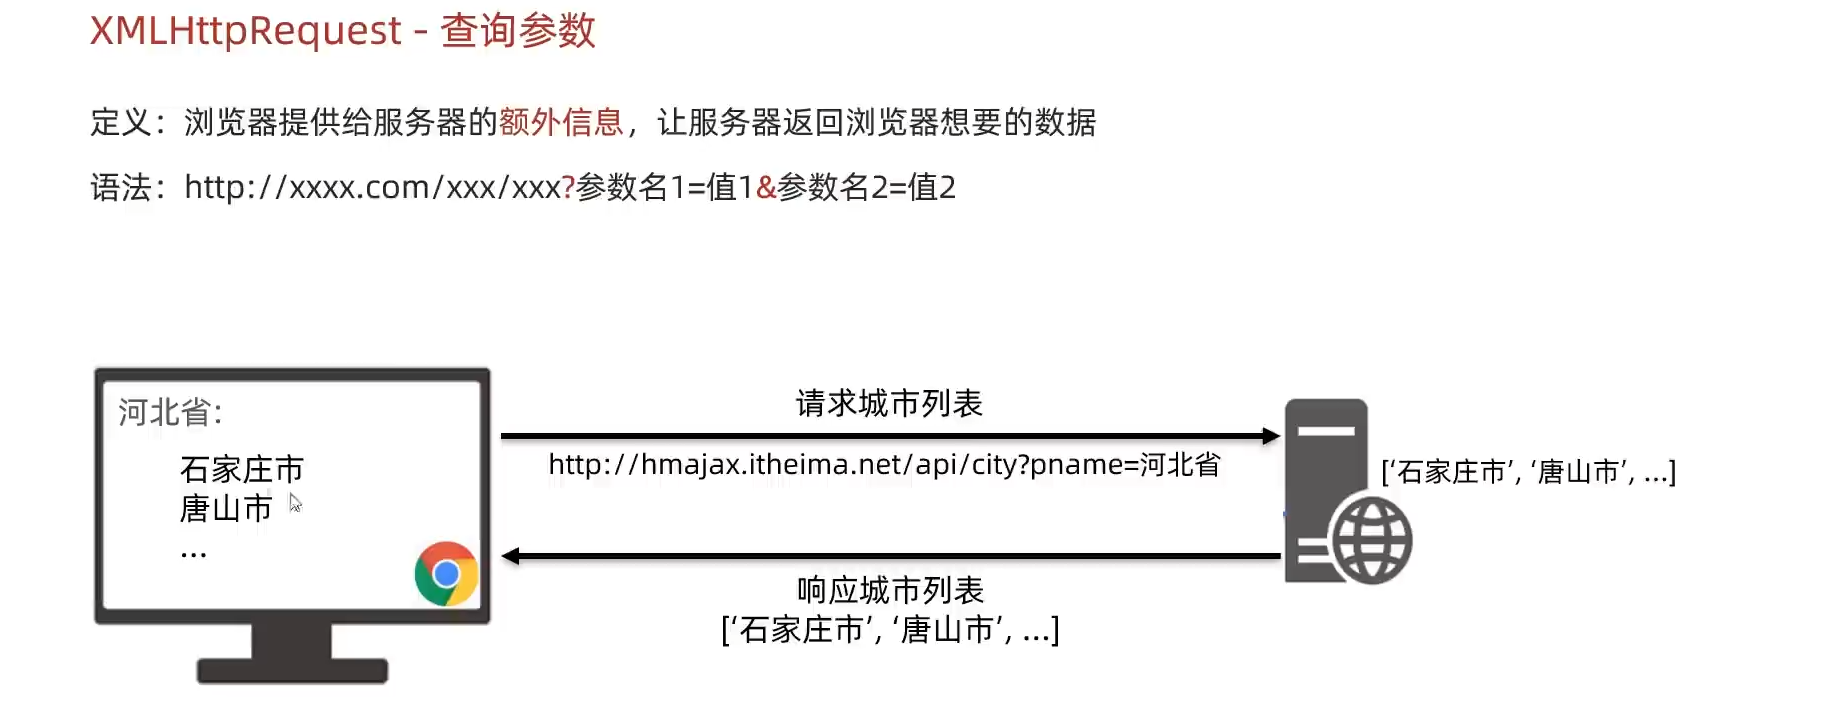 XMLHttpRequest - 查询参数
定义：浏览器提供给服务器的额外信息，让服务器返回浏览器想要的数据
语法：http://xxxx.com/xxx/xxx?参数名1=值1&参数名2=值2
河北省:
石家庄市
唐山市
...
请求城市列表
http://hmajax.itheima.net/api/city?pname=河北省
['石家庄市', '唐山市', ...]
响应城市列表
['石家庄市', '唐山市', ...]